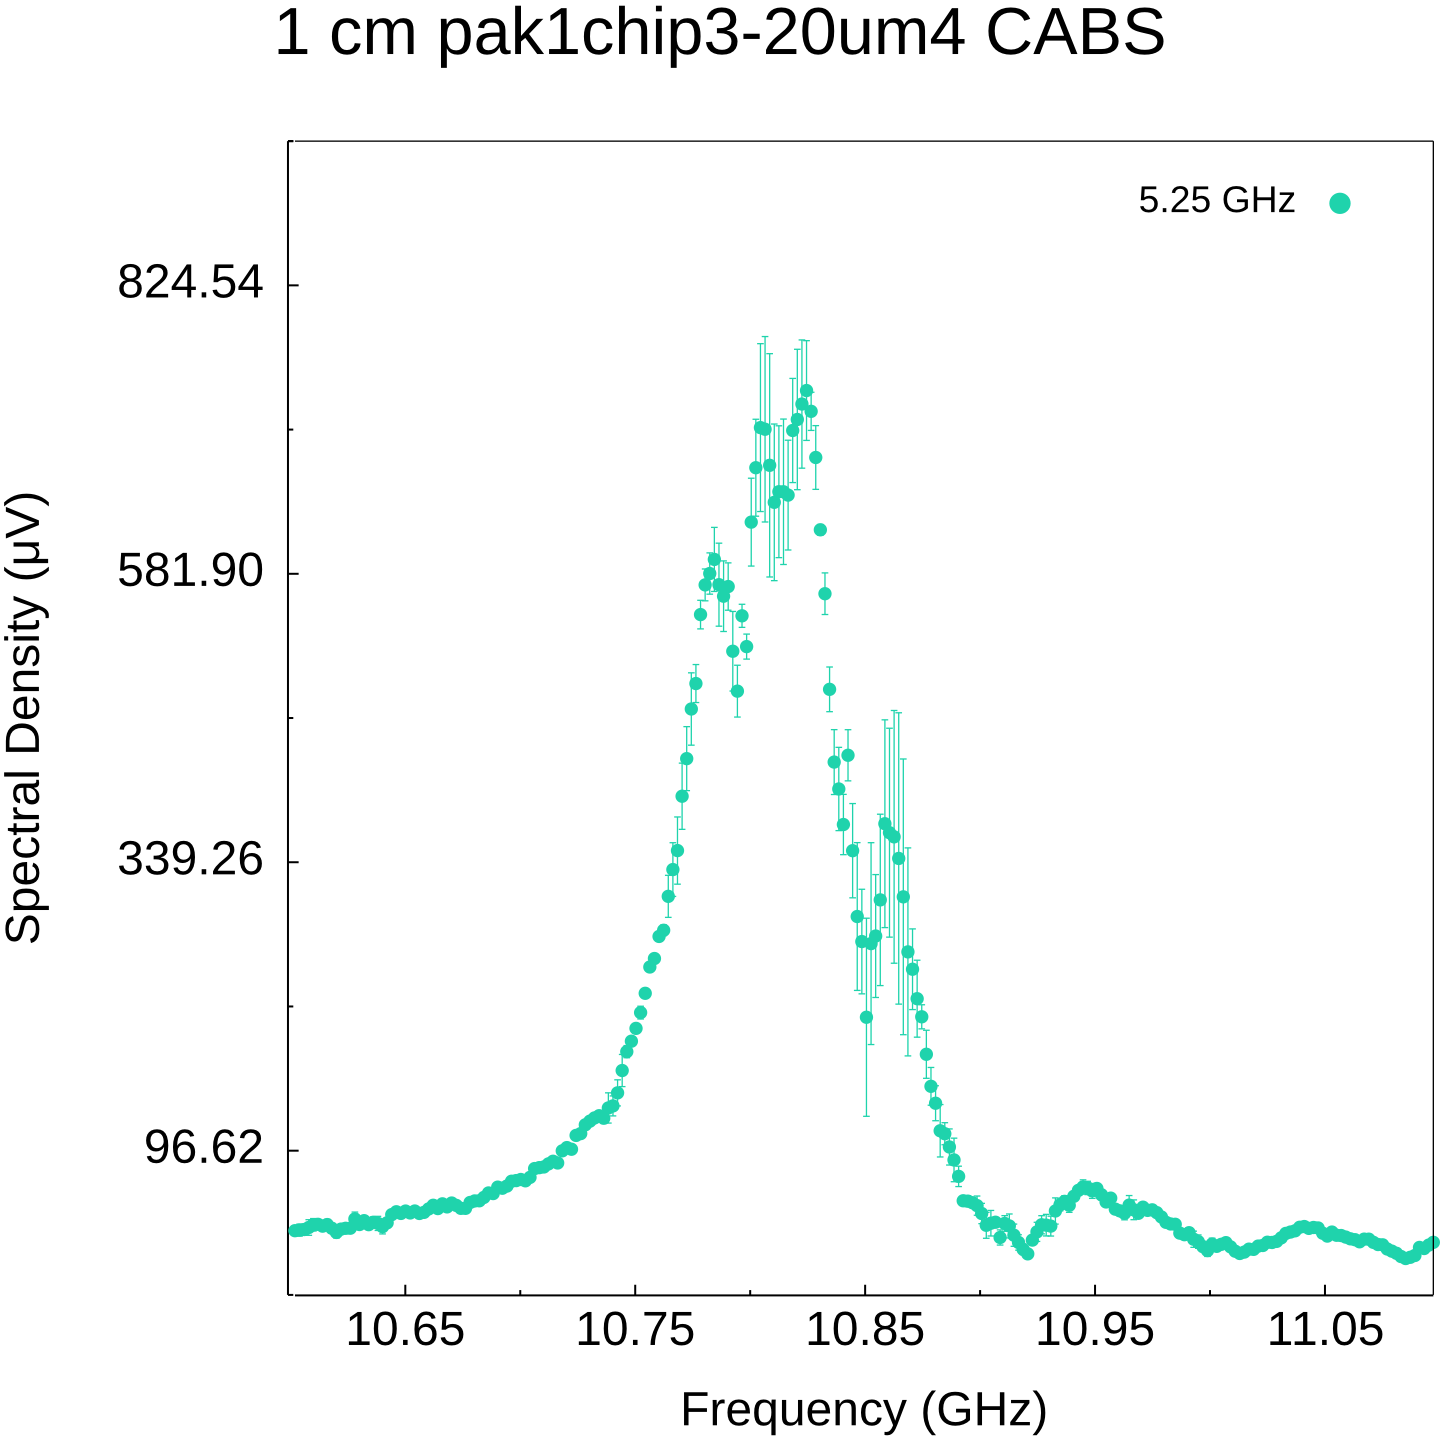 1 cm pak1chip3-20um4 CABS
5.25 GHz
824.54
581.90
339.26
96.62
Spectral Density (μV)
10.65 10.75 10.85 10.95 11.05
Frequency (GHz)